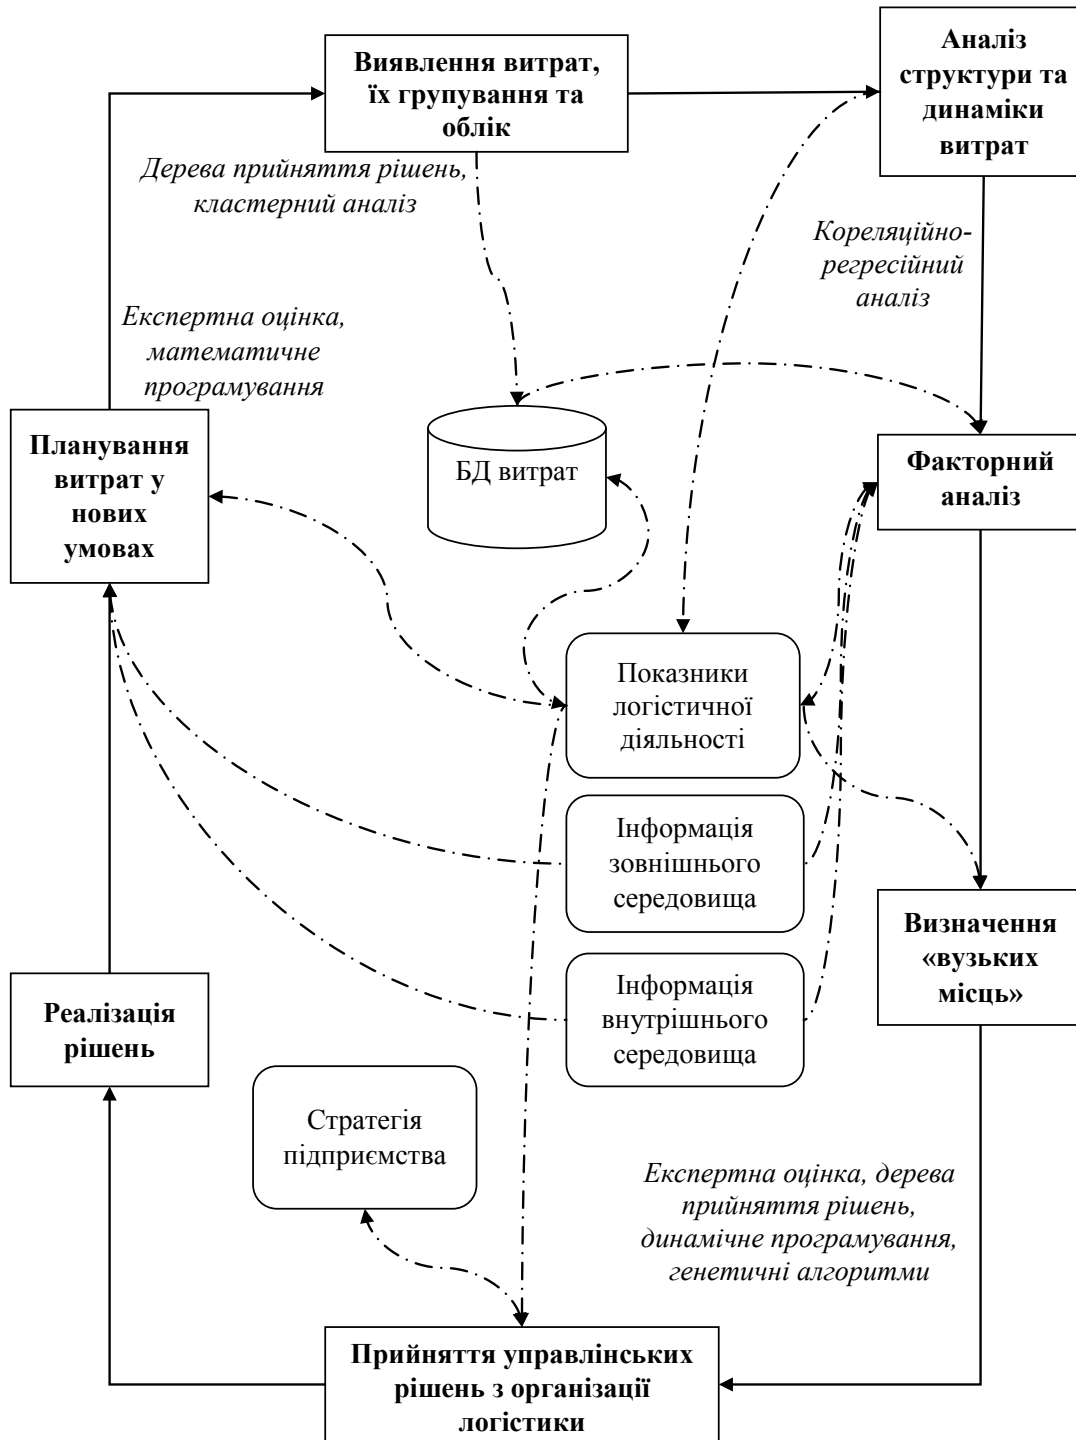 Виявлення витрат,
їх групування та
облік
Аналіз
структури та
динаміки
витрат
Дерева прийняття рішень,
кластерний аналіз
Кореляційно-
регресійний
аналіз
Експертна оцінка,
математичне
програмування
Планування
витрат у
нових
умовах
БД витрат
Факторний
аналіз
Показники
логістичної
діяльності
Інформація
зовнішнього
середовища
Визначення
«вузьких
місць»
Інформація
внутрішнього
середовища
Реалізація
рішень
Стратегія
підприємства
Експертна оцінка, дерева
прийняття рішень,
динамічне програмування,
генетичні алгоритми
Прийняття управлінських
рішень з організації
логістики